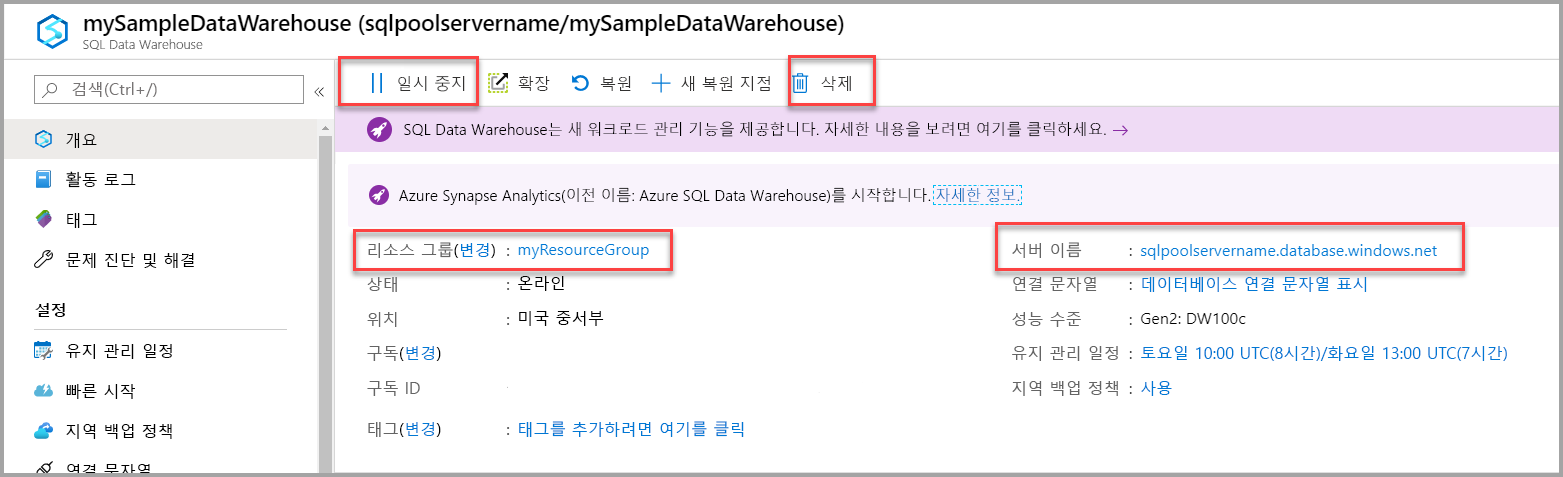 mySampleDataWarehouse (sqlpoolservername/mySampleDataWarehouse)
SQL Data Warehouse
검색(Ctrl+/)
«
일시 중지
확장
복원
새 복원 지점
삭제
개요
활동 로그
태그
문제 진단 및 해결
설정
유지 관리 일정
빠른 시작
지역 백업 정책
연결 문자열
SQL Data Warehouse는 새 워크로드 관리 기능을 제공합니다. 자세한 내용을 보려면 여기를 클릭하세요. →
Azure Synapse Analytics(이전 이름: Azure SQL Data Warehouse)를 시작합니다. 자세한 정보.
리소스 그룹(변경) : myResourceGroup
상태 : 온라인
위치 : 미국 중서부
구독(변경)
구독 ID
태그(변경) : 태그를 추가하려면 여기를 클릭
서버 이름 : sqlpoolservername.database.windows.net
연결 문자열 : 데이터베이스 연결 문자열 표시
성능 수준 : Gen2: DW100c
유지 관리 일정 : 토요일 10:00 UTC(8시간)/화요일 13:00 UTC(7시간)
지역 백업 정책 : 사용